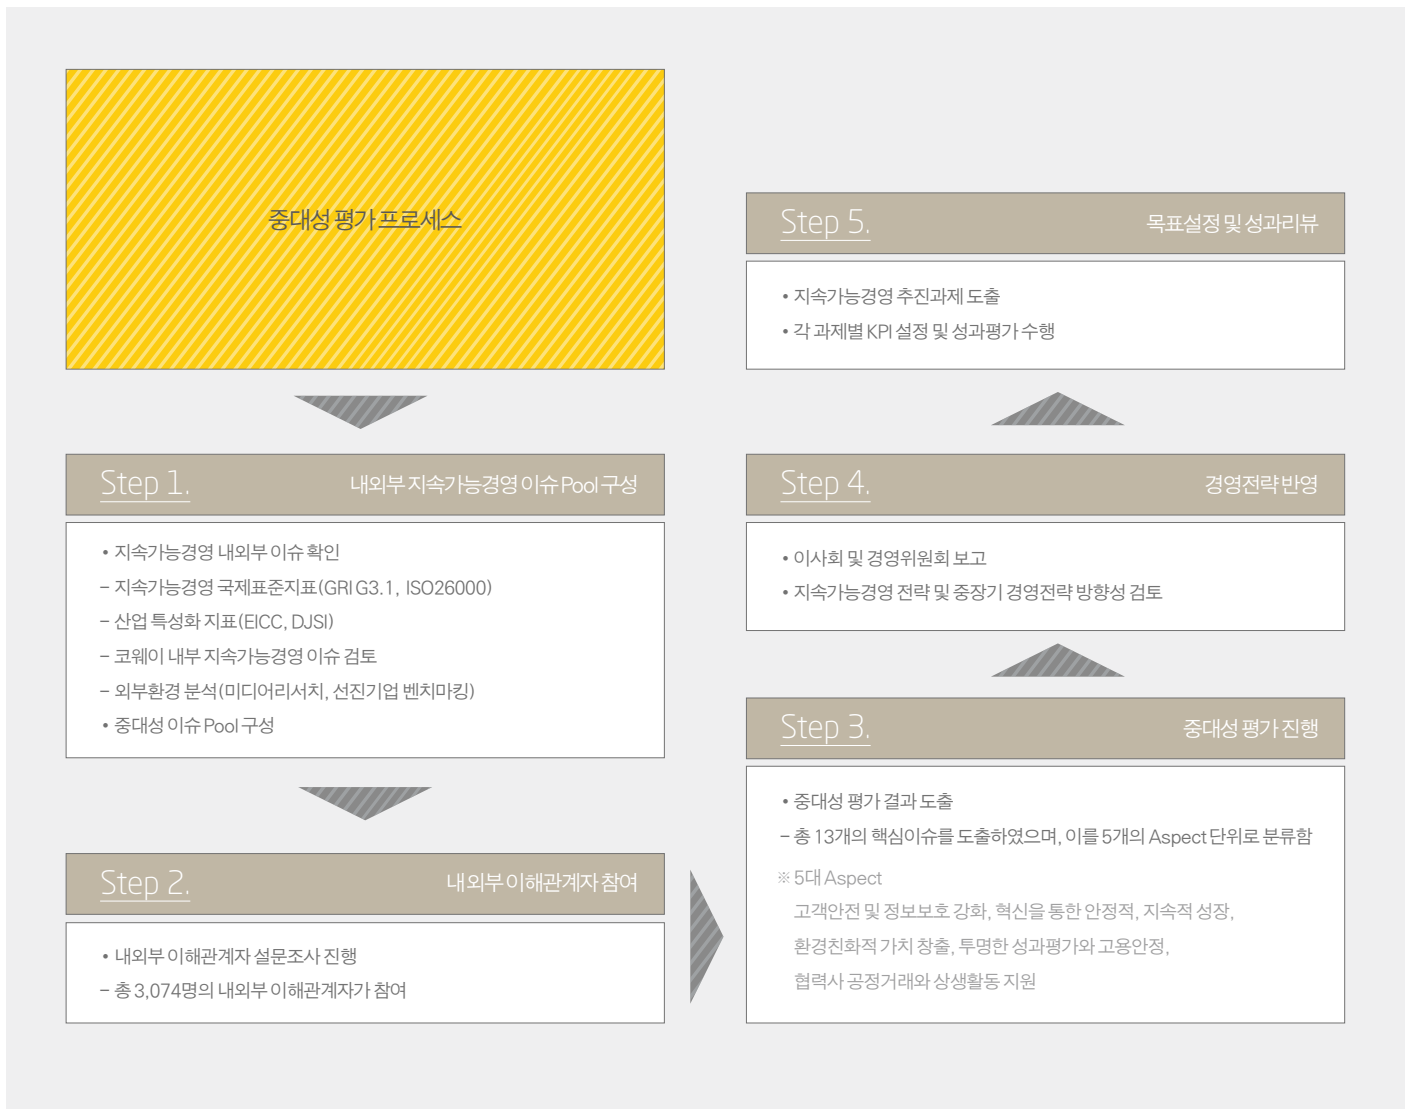 중대성 평가 프로세스
Step 1.
내외부 지속가능경영 이슈 Pool 구성
• 지속가능경영 내외부 이슈 확인
– 지속가능경영 국제표준지표(GRI G3.1, ISO26000)
– 산업 특성화 지표(EICC, DJSI)
– 코웨이 내부 지속가능경영 이슈 검토
– 외부환경 분석(미디어리서치, 선진기업 벤치마킹)
• 중대성 이슈 Pool 구성
Step 2.
내외부 이해관계자 참여
• 내외부 이해관계자 설문조사 진행
– 총 3,074명의 내외부 이해관계자가 참여
Step 3.
중대성 평가 진행
• 중대성 평가 결과 도출
– 총 13개의 핵심이슈를 도출하였으며, 이를 5개의 Aspect 단위로 분류함
※ 5대 Aspect
고객안전 및 정보보호 강화, 혁신을 통한 안정적, 지속적 성장,
환경친화적 가치 창출, 투명한 성과평가와 고용안정,
협력사 공정거래와 상생활동 지원
Step 4.
경영전략 반영
• 이사회 및 경영위원회 보고
• 지속가능경영 전략 및 중장기 경영전략 방향성 검토
Step 5.
목표설정 및 성과리뷰
• 지속가능경영 추진과제 도출
• 각 과제별 KPI 설정 및 성과평가 수행